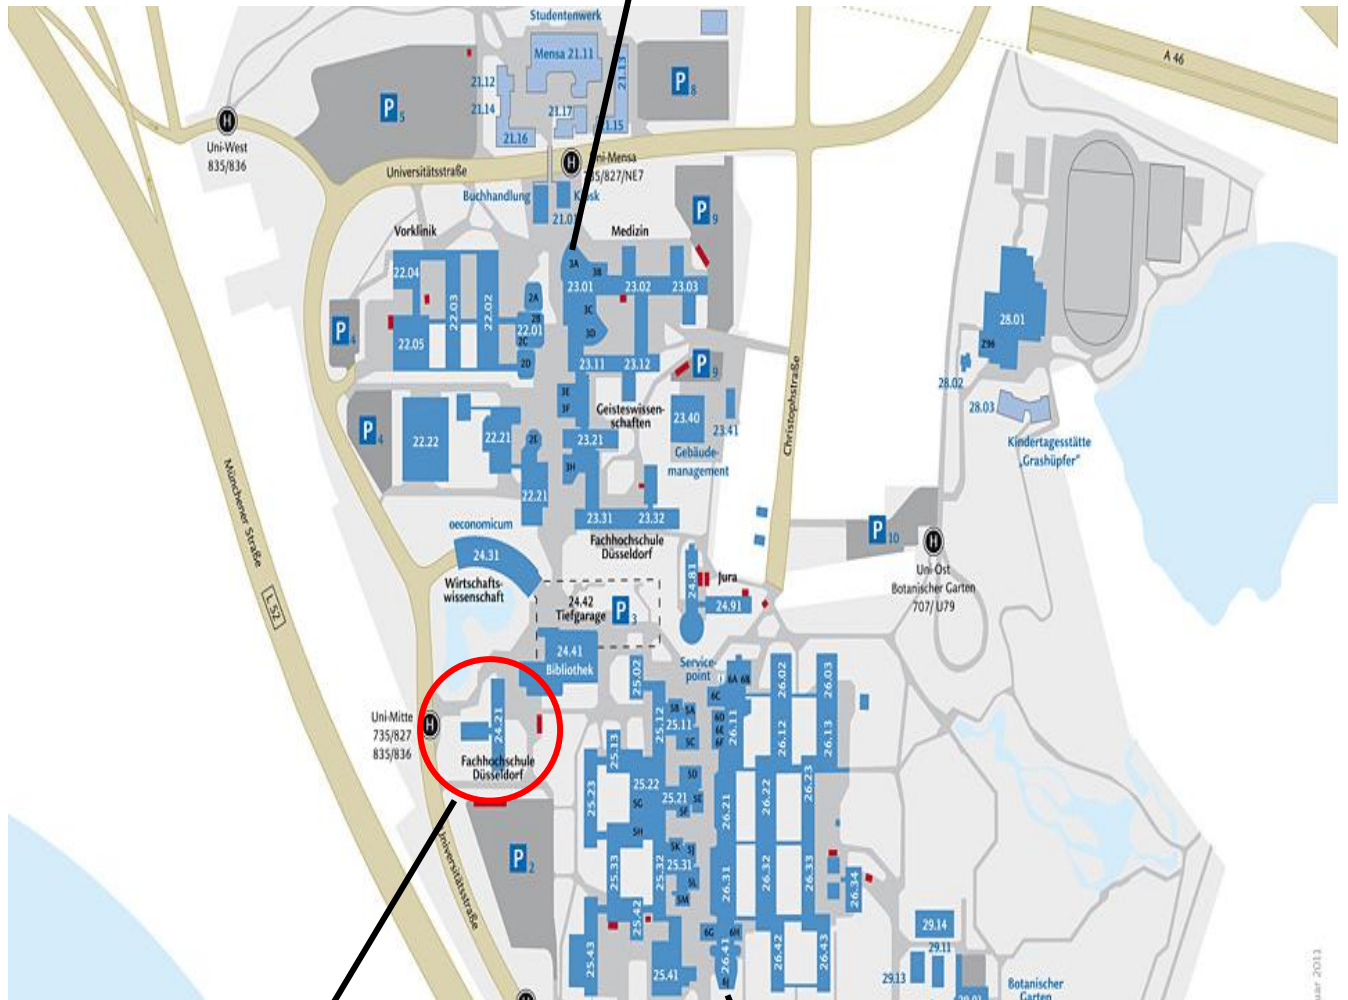 Studentenwerk
A 46
Mensa 21.11
21.13
21.12
P 8
P 5
21.14
21.17
21.15
21.16
H
Uni-West
835/836
Universitätsstraße
H
Uni-Mensa
735/827/NE7
Buchhandlung
Kiosk
21.01
P 9
Vorklinik
Medizin
3A
3B
22.04
23.01
23.02
23.03
22.03
22.02
2A
2B
22.01
2C
2D
3C
3D
28.01
Z96
P 4
22.05
23.11
23.12
P 9
28.02
28.03
3E
3F
Geisteswissen-
schaften
23.40
23.41
Christophstraße
P 4
22.22
22.21
2E
23.21
Gebäude-
management
Kindertagesstätte
„Grashüpfer“
3H
22.21
Münchener Straße
L 52
23.31
23.32
oeconomicum
24.31
Fachhochschule
Düsseldorf
P 10
H
Uni-Ost
Botanischer Garten
707/ U79
Wirtschafts-
wissenschaft
24.42
Tiefgarage
P 3
24.81
Jura
24.91
24.41
Bibliothek
Service-
point
i
25.02
6A 6B
6C
26.02
26.03
24.21
Uni-Mitte
735/827
835/836
H
Fachhochschule
Düsseldorf
25.12
5B
5A
25.11
5C
6D
6E
6F
26.11
26.12
26.13
25.13
25.23
25.22
5G
5H
5D
25.21
5E
5F
26.21
26.22
26.23
P 2
Universitätsstraße
25.33
25.32
5K
5J
25.31
5L
5M
26.31
26.32
26.33
26.34
25.42
25.43
25.41
6G
6H
26.41
6J
26.42
26.43
29.14
29.11
29.13
Botanischer
Garten
H